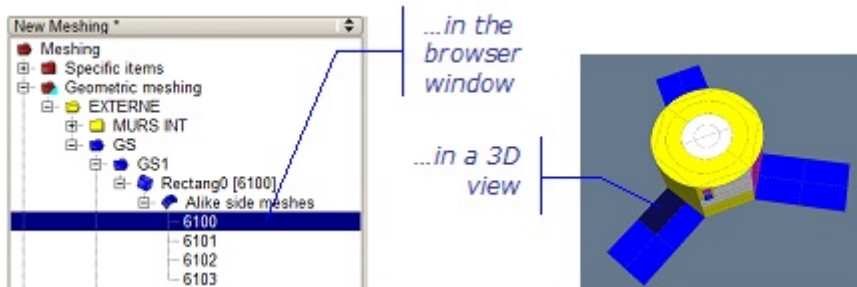 New Meshing *
Meshing
Specific items
Geometric meshing
EXTERNE
MURS INT
GS
GS1
Rectang0 [6100]
Alike side meshes
6100
6101
6102
6103
...in the
browser
window
...in a 3D
view